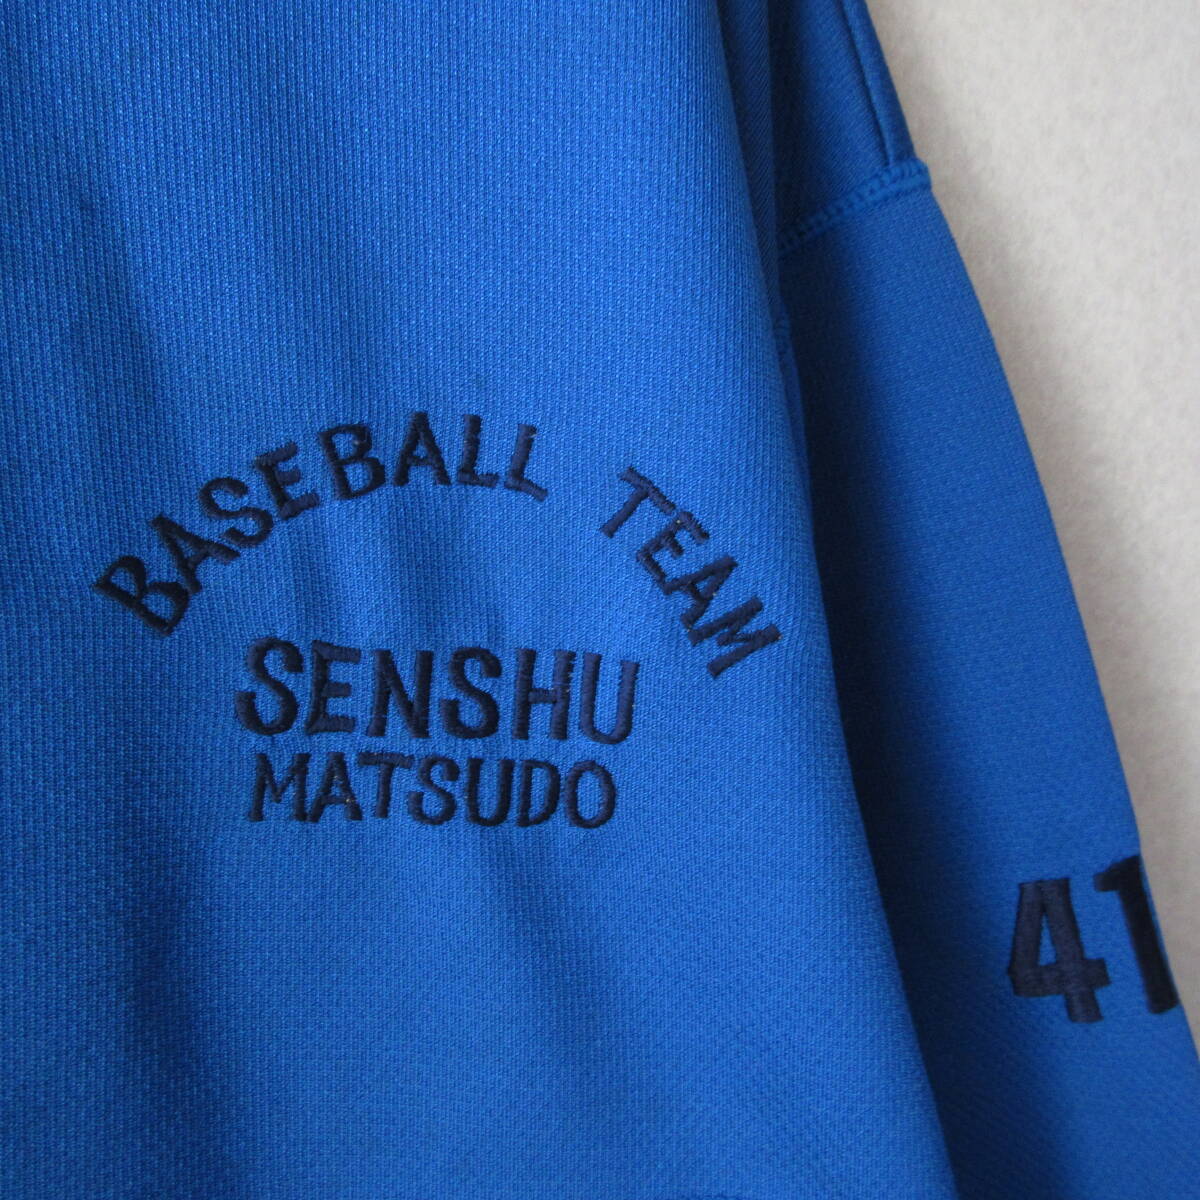 BASEBALL TEAM
SENSHU
MATSUDO
41